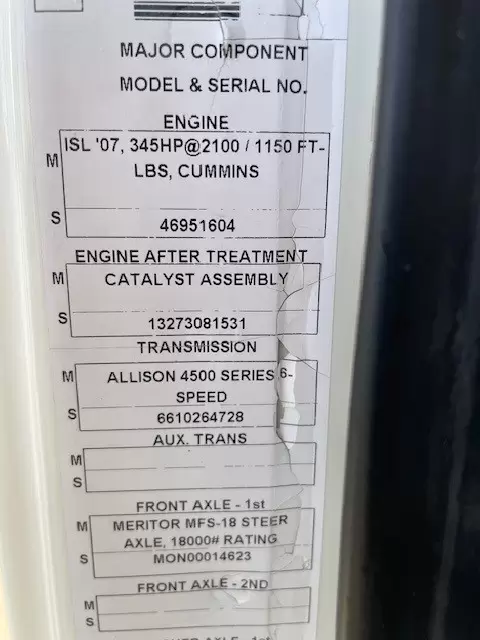 MAJOR COMPONENT
MODEL & SERIAL NO.
ENGINE
M ISL '07, 345HP@2100 / 1150 FT-
LBS, CUMMINS
S 46951604
ENGINE AFTER TREATMENT
M CATALYST ASSEMBLY
S 13273081531
TRANSMISSION
M ALLISON 4500 SERIES 6-
SPEED
S 6610264728
AUX. TRANS
M
S
FRONT AXLE - 1st
M MERITOR MFS-18 STEER
AXLE, 18000# RATING
S MON00014623
FRONT AXLE - 2ND
M
S